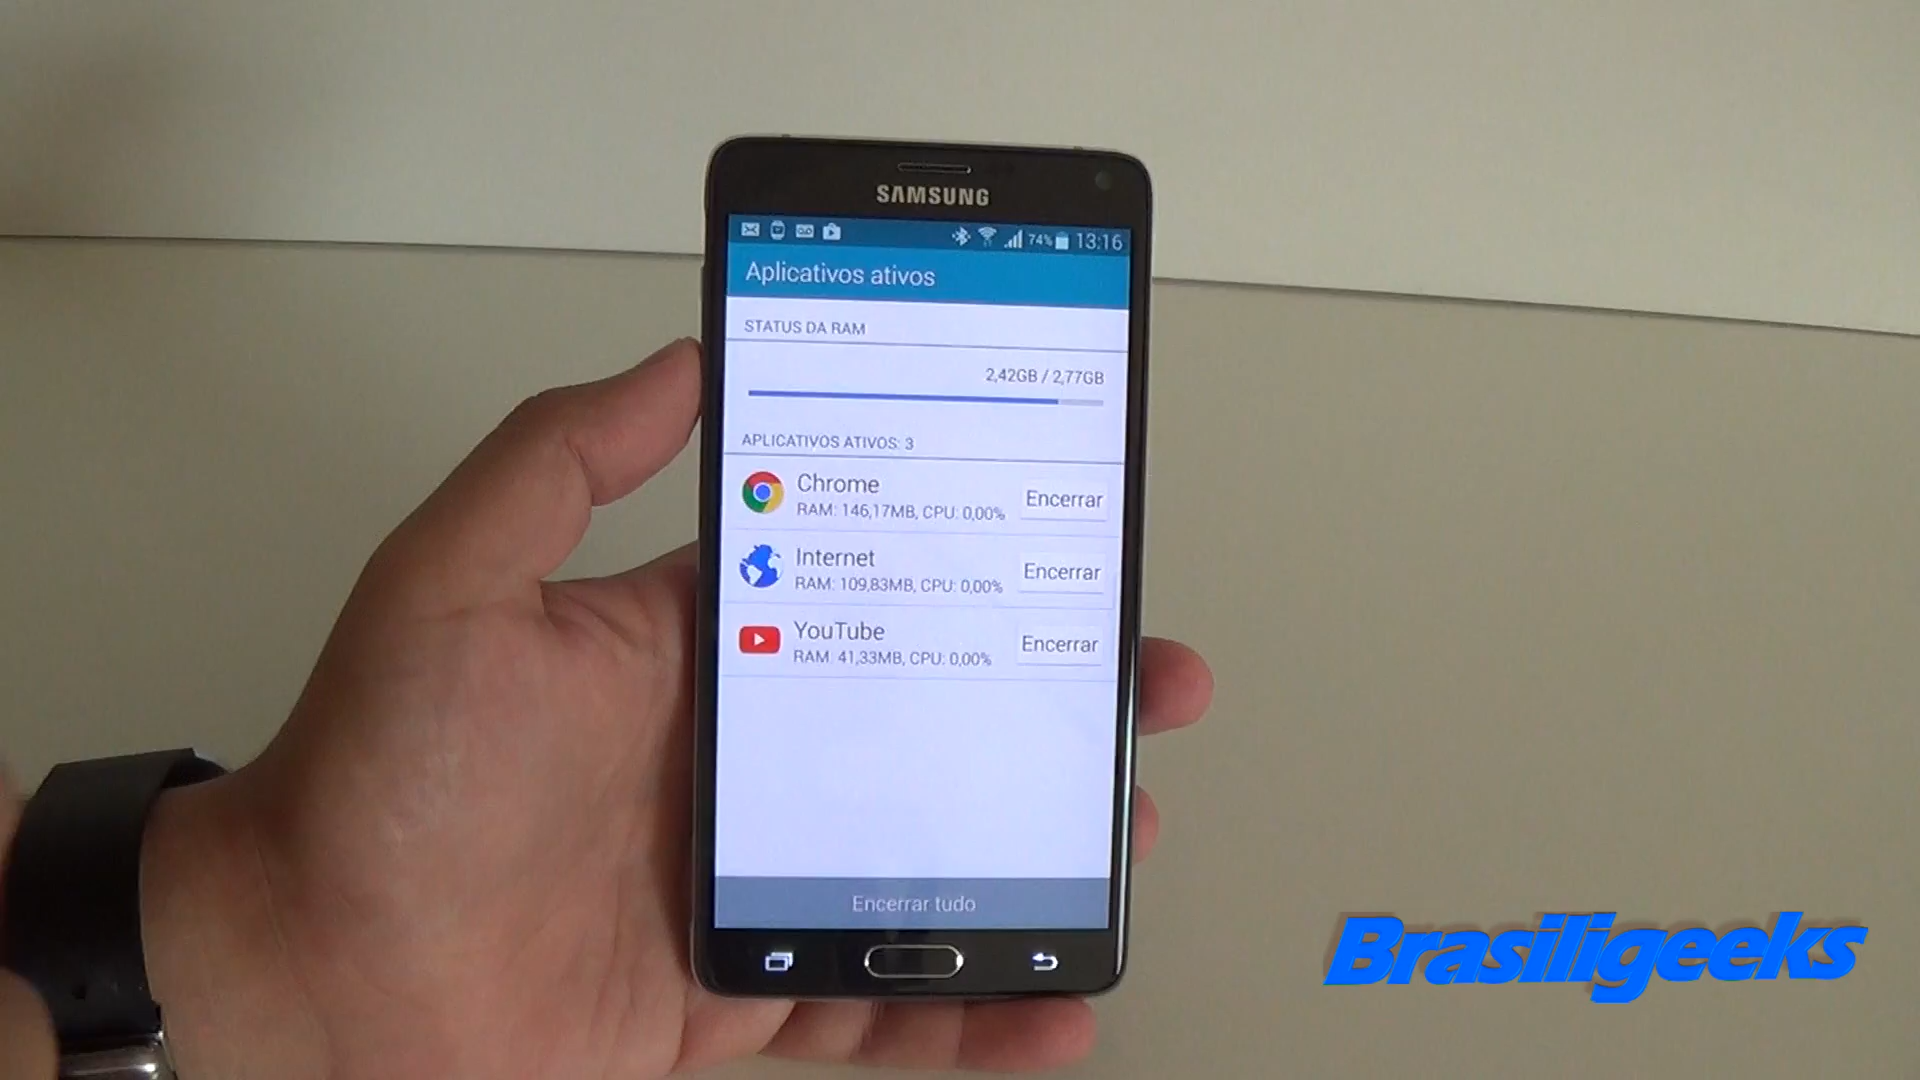 SAMSUNG
74% 13:16
Aplicativos ativos
STATUS DA RAM
2,42GB / 2,77GB
APLICATIVOS ATIVOS: 3
Chrome
RAM: 146,17MB, CPU: 0,00%
Encerrar
Internet
RAM: 109,83MB, CPU: 0,00%
Encerrar
YouTube
RAM: 41,33MB, CPU: 0,00%
Encerrar
Encerrar tudo
Brasiligeeks